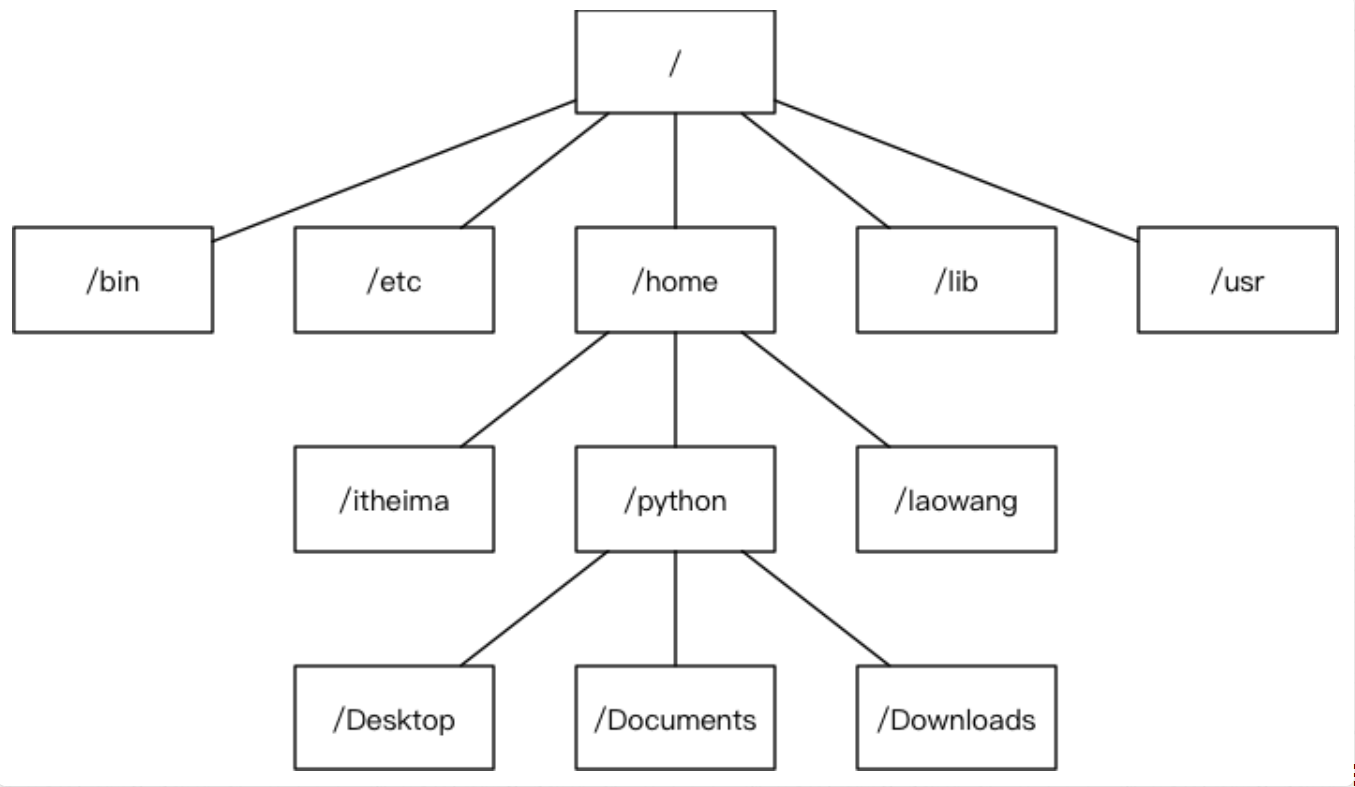 /
/bin
/etc
/home
/lib
/usr
/itheima
/python
/laowang
/Desktop
/Documents
/Downloads